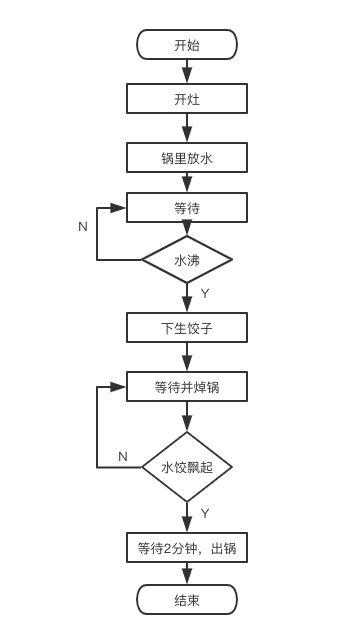 开始
开灶
锅里放水
等待
N
水沸
Y
下生饺子
等待并焯锅
N
水饺飘起
Y
等待2分钟，出锅
结束